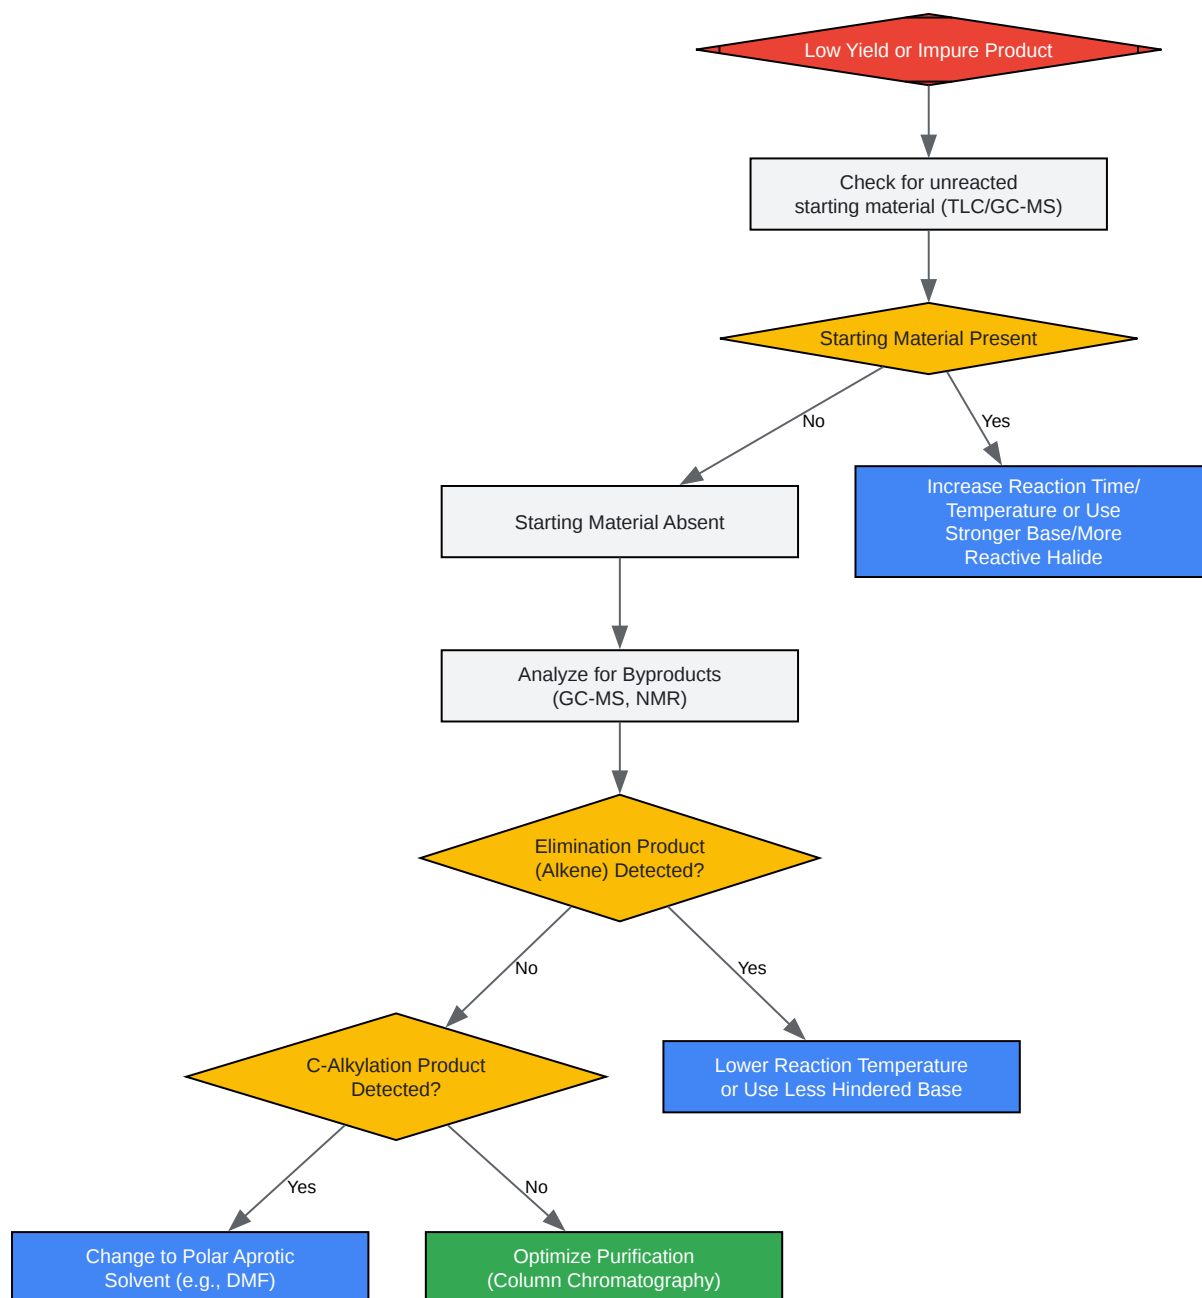 Low Yield or Impure Product
Check for unreacted
starting material (TLC/GC-MS)
Starting Material Present
No
Yes
Increase Reaction Time/
Temperature or Use
Stronger Base/More
Reactive Halide
Starting Material Absent
Analyze for Byproducts
(GC-MS, NMR)
Elimination Product
(Alkene) Detected?
No
Yes
C-Alkylation Product
Detected?
Lower Reaction Temperature
or Use Less Hindered Base
Yes
No
Change to Polar Aprotic
Solvent (e.g., DMF)
Optimize Purification
(Column Chromatography)